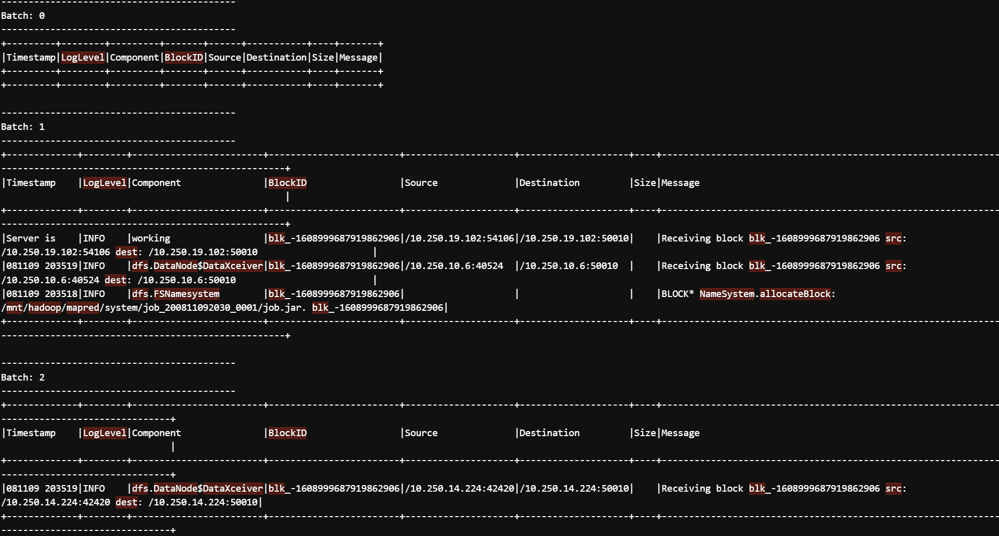 -------------------------------------------
Batch: 0
-------------------------------------------
+---------+--------+---------+-------+------+-----------+----+-------+
|Timestamp|LogLevel|Component|BlockID|Source|Destination|Size|Message|
+---------+--------+---------+-------+------+-----------+----+-------+
+---------+--------+---------+-------+------+-----------+----+-------+
-------------------------------------------
Batch: 1
-------------------------------------------
+-------------+--------+------------------------+------------------------+--------------------+--------------------+----+--------------------------------------------------------------
----------------------------------------------------+
|Timestamp    |LogLevel|Component               |BlockID                 |Source              |Destination         |Size|Message
                                                    |
+-------------+--------+------------------------+------------------------+--------------------+--------------------+----+--------------------------------------------------------------
----------------------------------------------------+
|Server is    |INFO    |working                 |blk_-1608999687919862906|/10.250.19.102:54106|/10.250.19.102:50010|    |Receiving block blk_-1608999687919862906 src:
/10.250.19.102:54106 dest: /10.250.19.102:50010                     |
|081109 203519|INFO    |dfs.DataNode$DataXceiver|blk_-1608999687919862906|/10.250.10.6:40524  |/10.250.10.6:50010  |    |Receiving block blk_-1608999687919862906 src:
/10.250.10.6:40524 dest: /10.250.10.6:50010                         |
|081109 203518|INFO    |dfs.FSNamesystem        |blk_-1608999687919862906|                    |                    |    |BLOCK* NameSystem.allocateBlock:
/mnt/hadoop/mapred/system/job_200811092030_0001/job.jar. blk_-1608999687919862906|
+-------------+--------+------------------------+------------------------+--------------------+--------------------+----+--------------------------------------------------------------
----------------------------------------------------+
-------------------------------------------
Batch: 2
-------------------------------------------
+-------------+--------+------------------------+------------------------+--------------------+--------------------+----+--------------------------------------------------------------
-------------------------------+
|Timestamp    |LogLevel|Component               |BlockID                 |Source              |Destination         |Size|Message
                               |
+-------------+--------+------------------------+------------------------+--------------------+--------------------+----+--------------------------------------------------------------
-------------------------------+
|081109 203519|INFO    |dfs.DataNode$DataXceiver|blk_-1608999687919862906|/10.250.14.224:42420|/10.250.14.224:50010|    |Receiving block blk_-1608999687919862906 src:
/10.250.14.224:42420 dest: /10.250.14.224:50010|
+-------------+--------+------------------------+------------------------+--------------------+--------------------+----+--------------------------------------------------------------
-------------------------------+